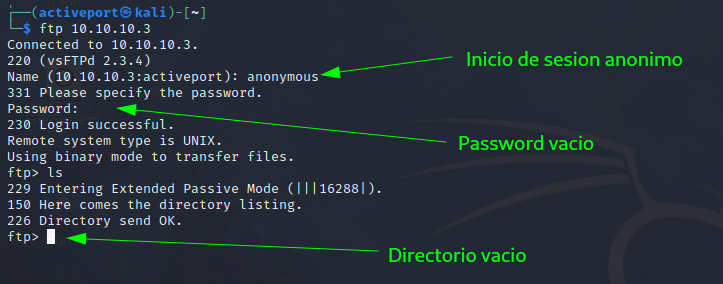 ┌──(activeport㉿kali)-[~]
└─$ ftp 10.10.10.3
Connected to 10.10.10.3.
220 (vsFTPd 2.3.4)
Name (10.10.10.3:activeport): anonymous
Inicio de sesion anonimo
331 Please specify the password.
Password:
230 Login successful.
Password vacio
Remote system type is UNIX.
Using binary mode to transfer files.
ftp> ls
229 Entering Extended Passive Mode (|||16288|).
150 Here comes the directory listing.
226 Directory send OK.
ftp>
Directorio vacio